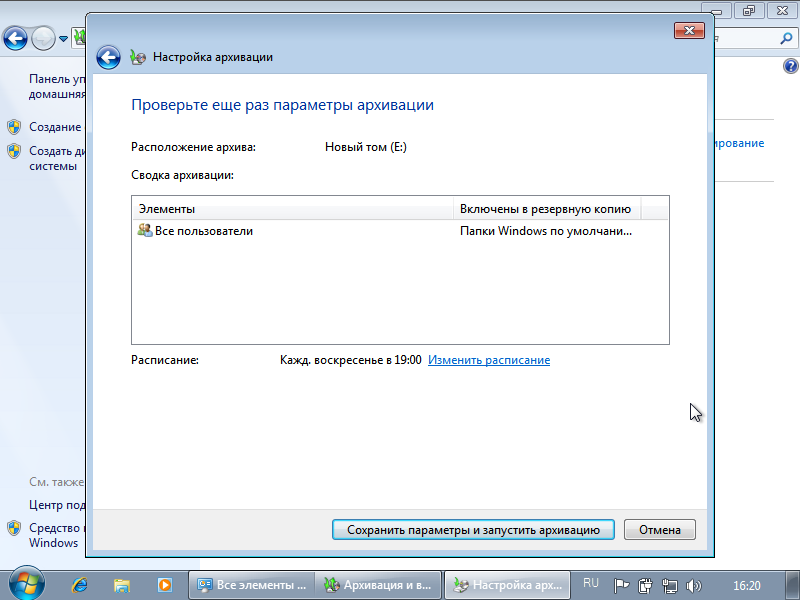 Настройка архивации
Панель уп
домашняя
Проверьте еще раз параметры архивации
Создание
Расположение архива: Новый том (E:)
ирование
Создать ди
системы
Сводка архивации:
Элементы Включены в резервную копию
Все пользователи Папки Windows по умолчани...
Расписание: Кажд. воскресенье в 19:00 Изменить расписание
См. также
Центр под
Средство
Windows
Сохранить параметры и запустить архивацию Отмена
Все элементы ... Архивация и в... Настройка арх... RU 16:20